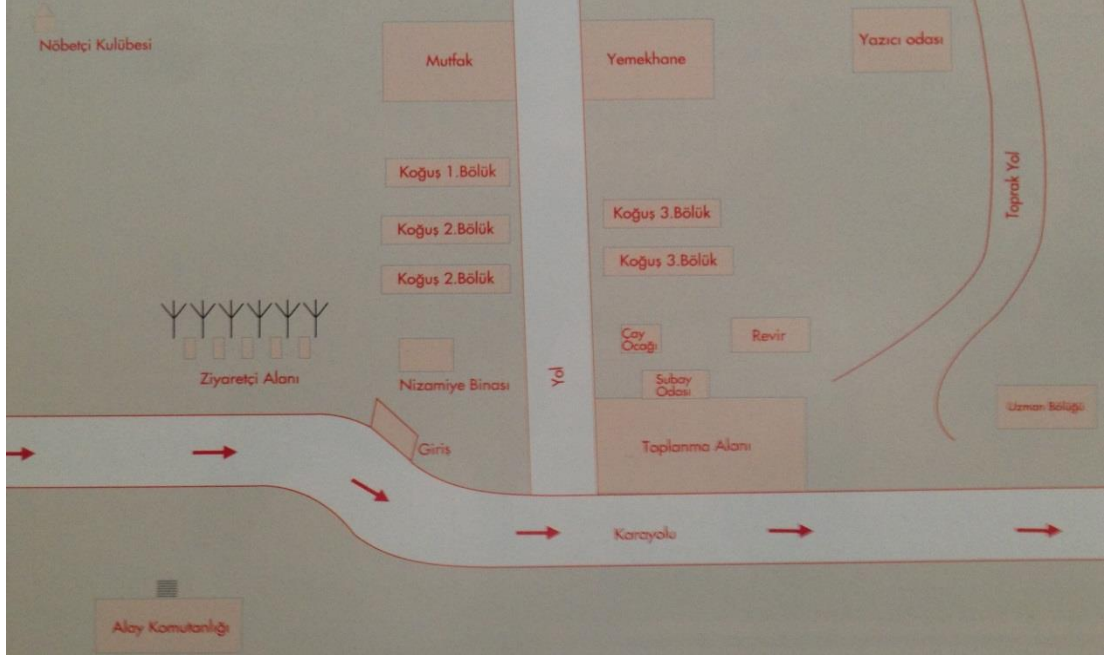 Nöbetçi Kulübesi
Mutfak
Yemekhane
Yazıcı odası
Koğuş 1.Bölük
Toprak Yol
Koğuş 3.Bölük
Koğuş 2.Bölük
Koğuş 3.Bölük
Koğuş 2.Bölük
Çay
Ocağı
Revir
Ziyaretçi Alanı
Nizamiye Binası
Yol
Subay
Odası
Uzman Bölüğü
Giriş
Toplanma Alanı
Karayolu
Alay Komutanlığı